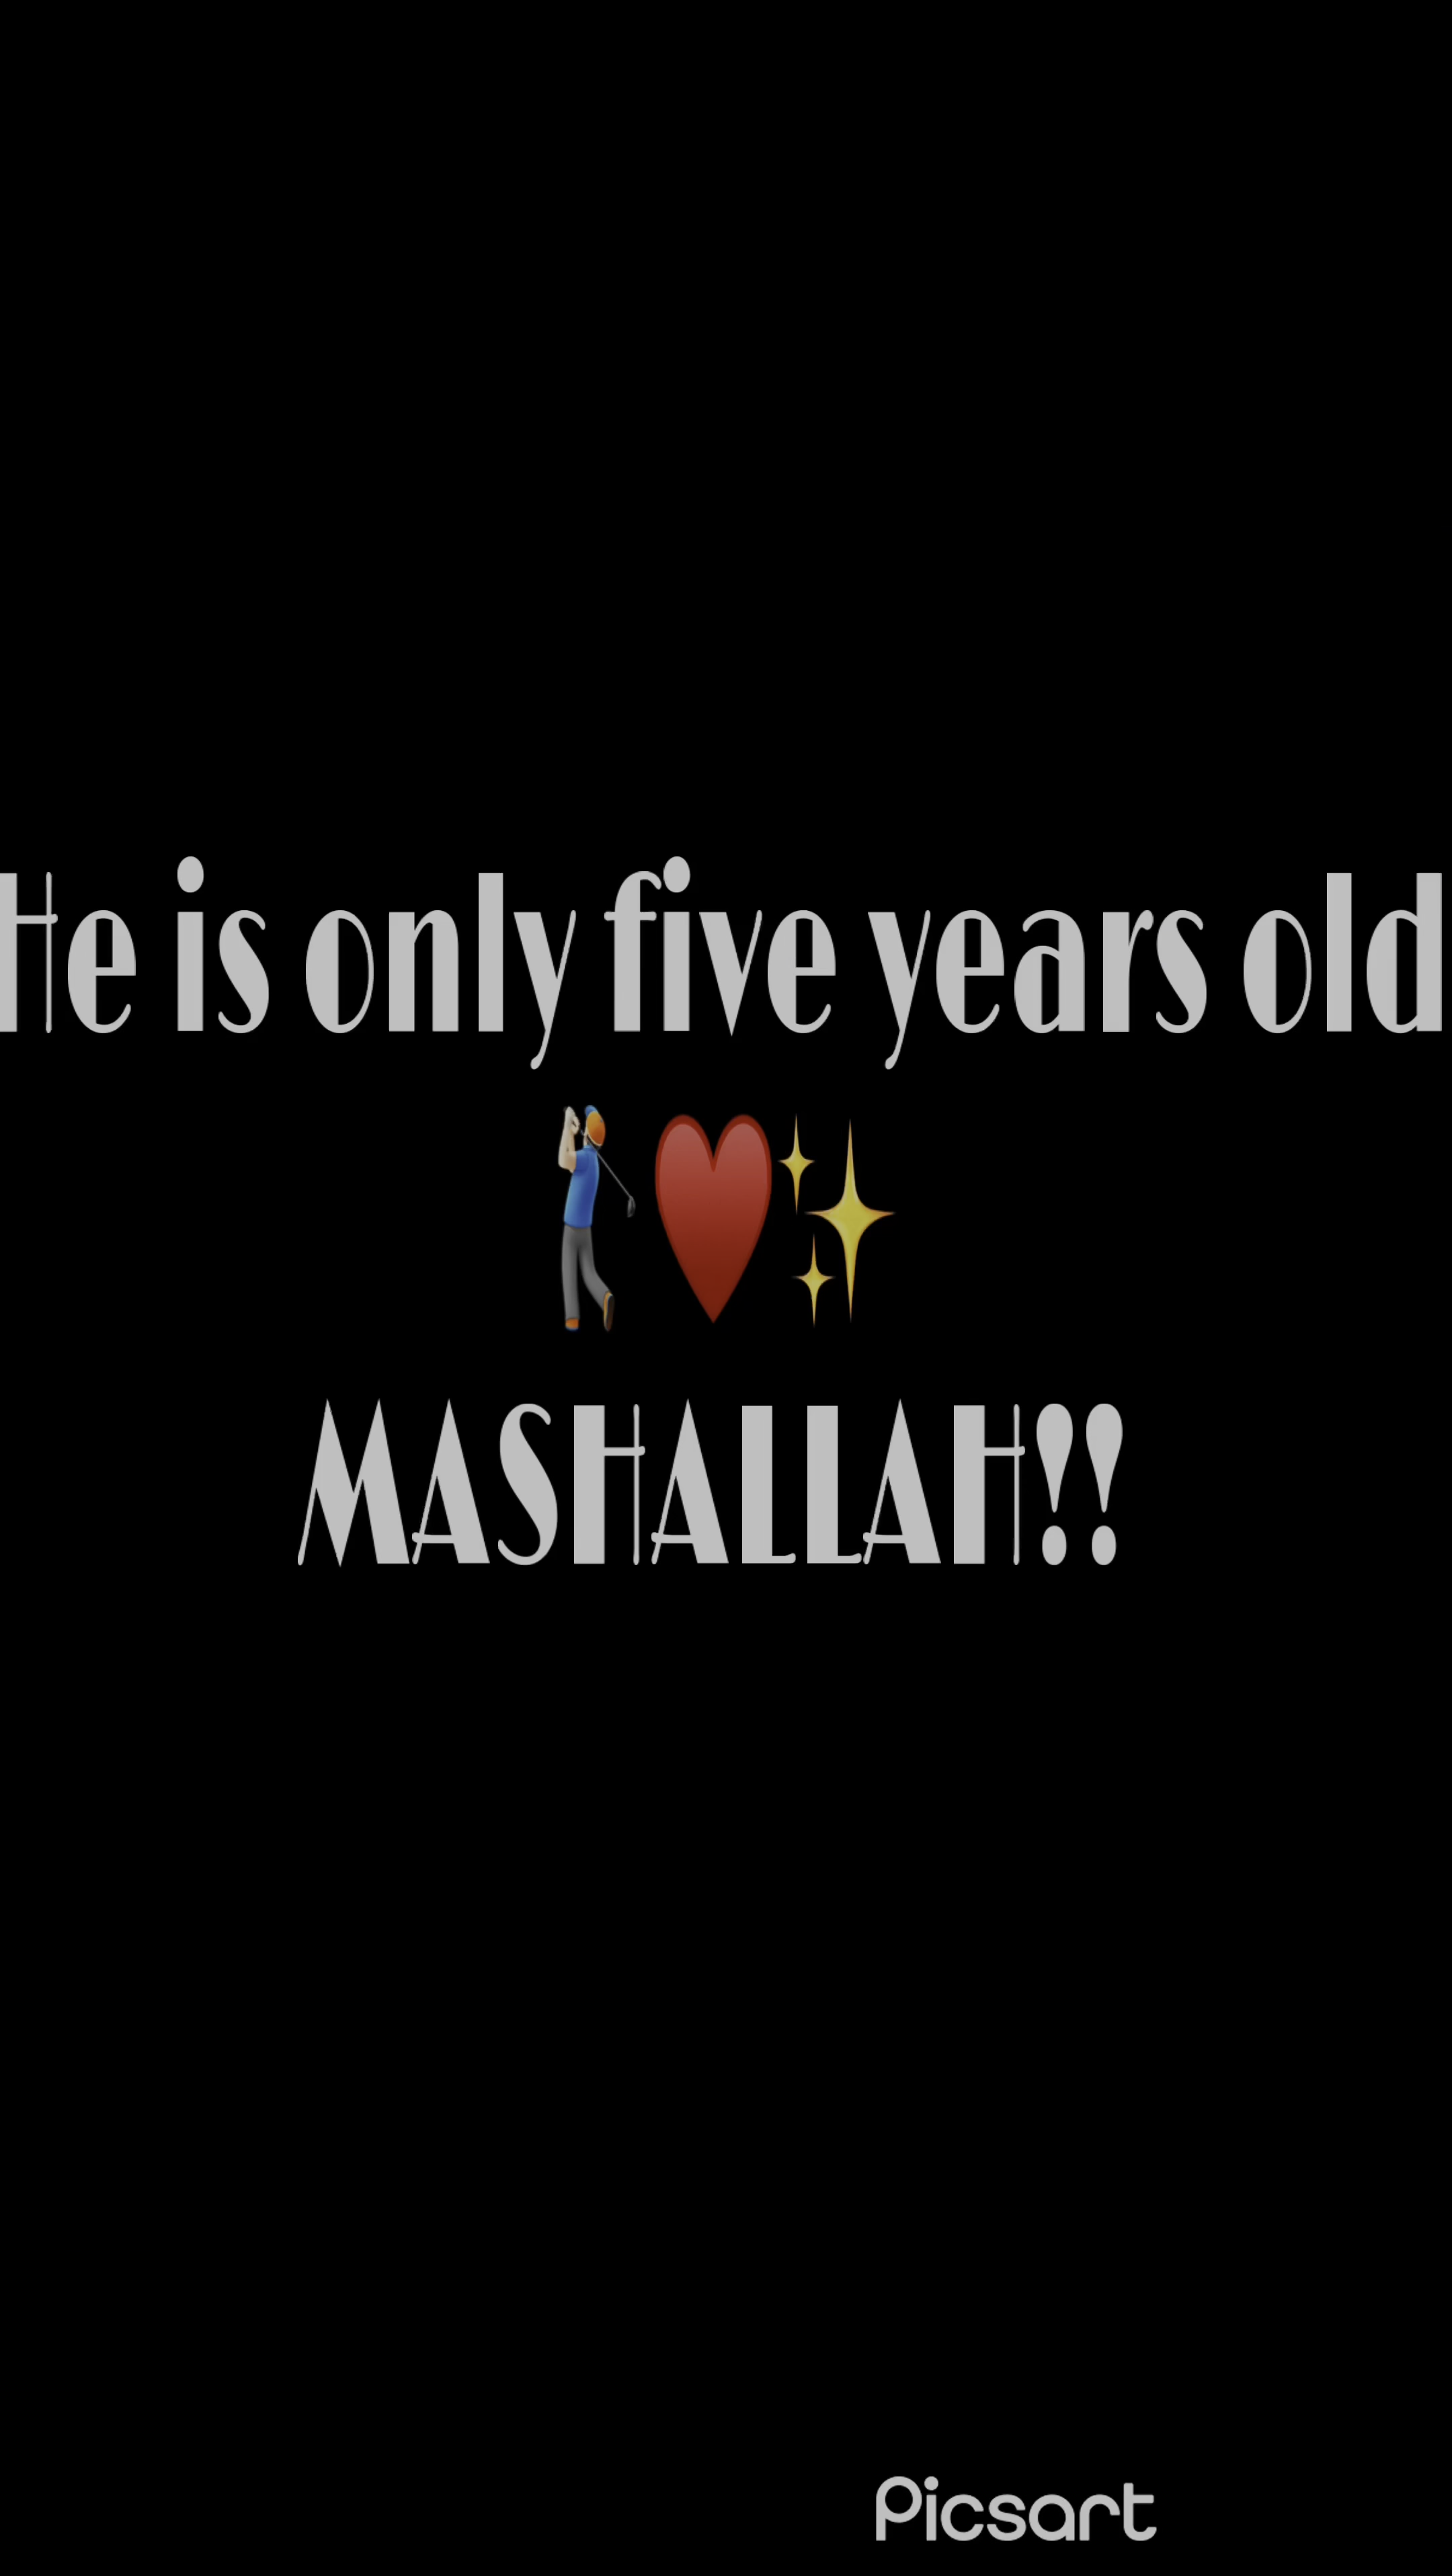 He is only five years old
🏌🏻‍♂️♥️✨
MASHALLAH!!
Picsart